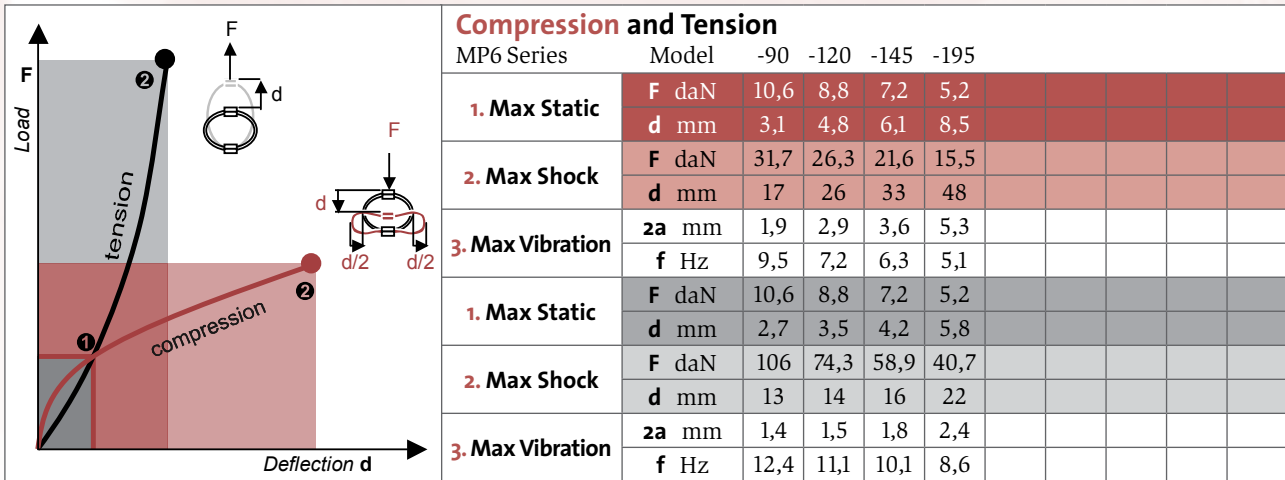 F
Load
tension
compression
❶
❷
❷
Deflection d
F
d
F
d
d/2 d/2
Compression and Tension
MP6 Series Model -90 -120 -145 -195
1. Max Static F daN 10,6 8,8 7,2 5,2
d mm 3,1 4,8 6,1 8,5
2. Max Shock F daN 31,7 26,3 21,6 15,5
d mm 17 26 33 48
3. Max Vibration 2a mm 1,9 2,9 3,6 5,3
f Hz 9,5 7,2 6,3 5,1
1. Max Static F daN 10,6 8,8 7,2 5,2
d mm 2,7 3,5 4,2 5,8
2. Max Shock F daN 106 74,3 58,9 40,7
d mm 13 14 16 22
3. Max Vibration 2a mm 1,4 1,5 1,8 2,4
f Hz 12,4 11,1 10,1 8,6